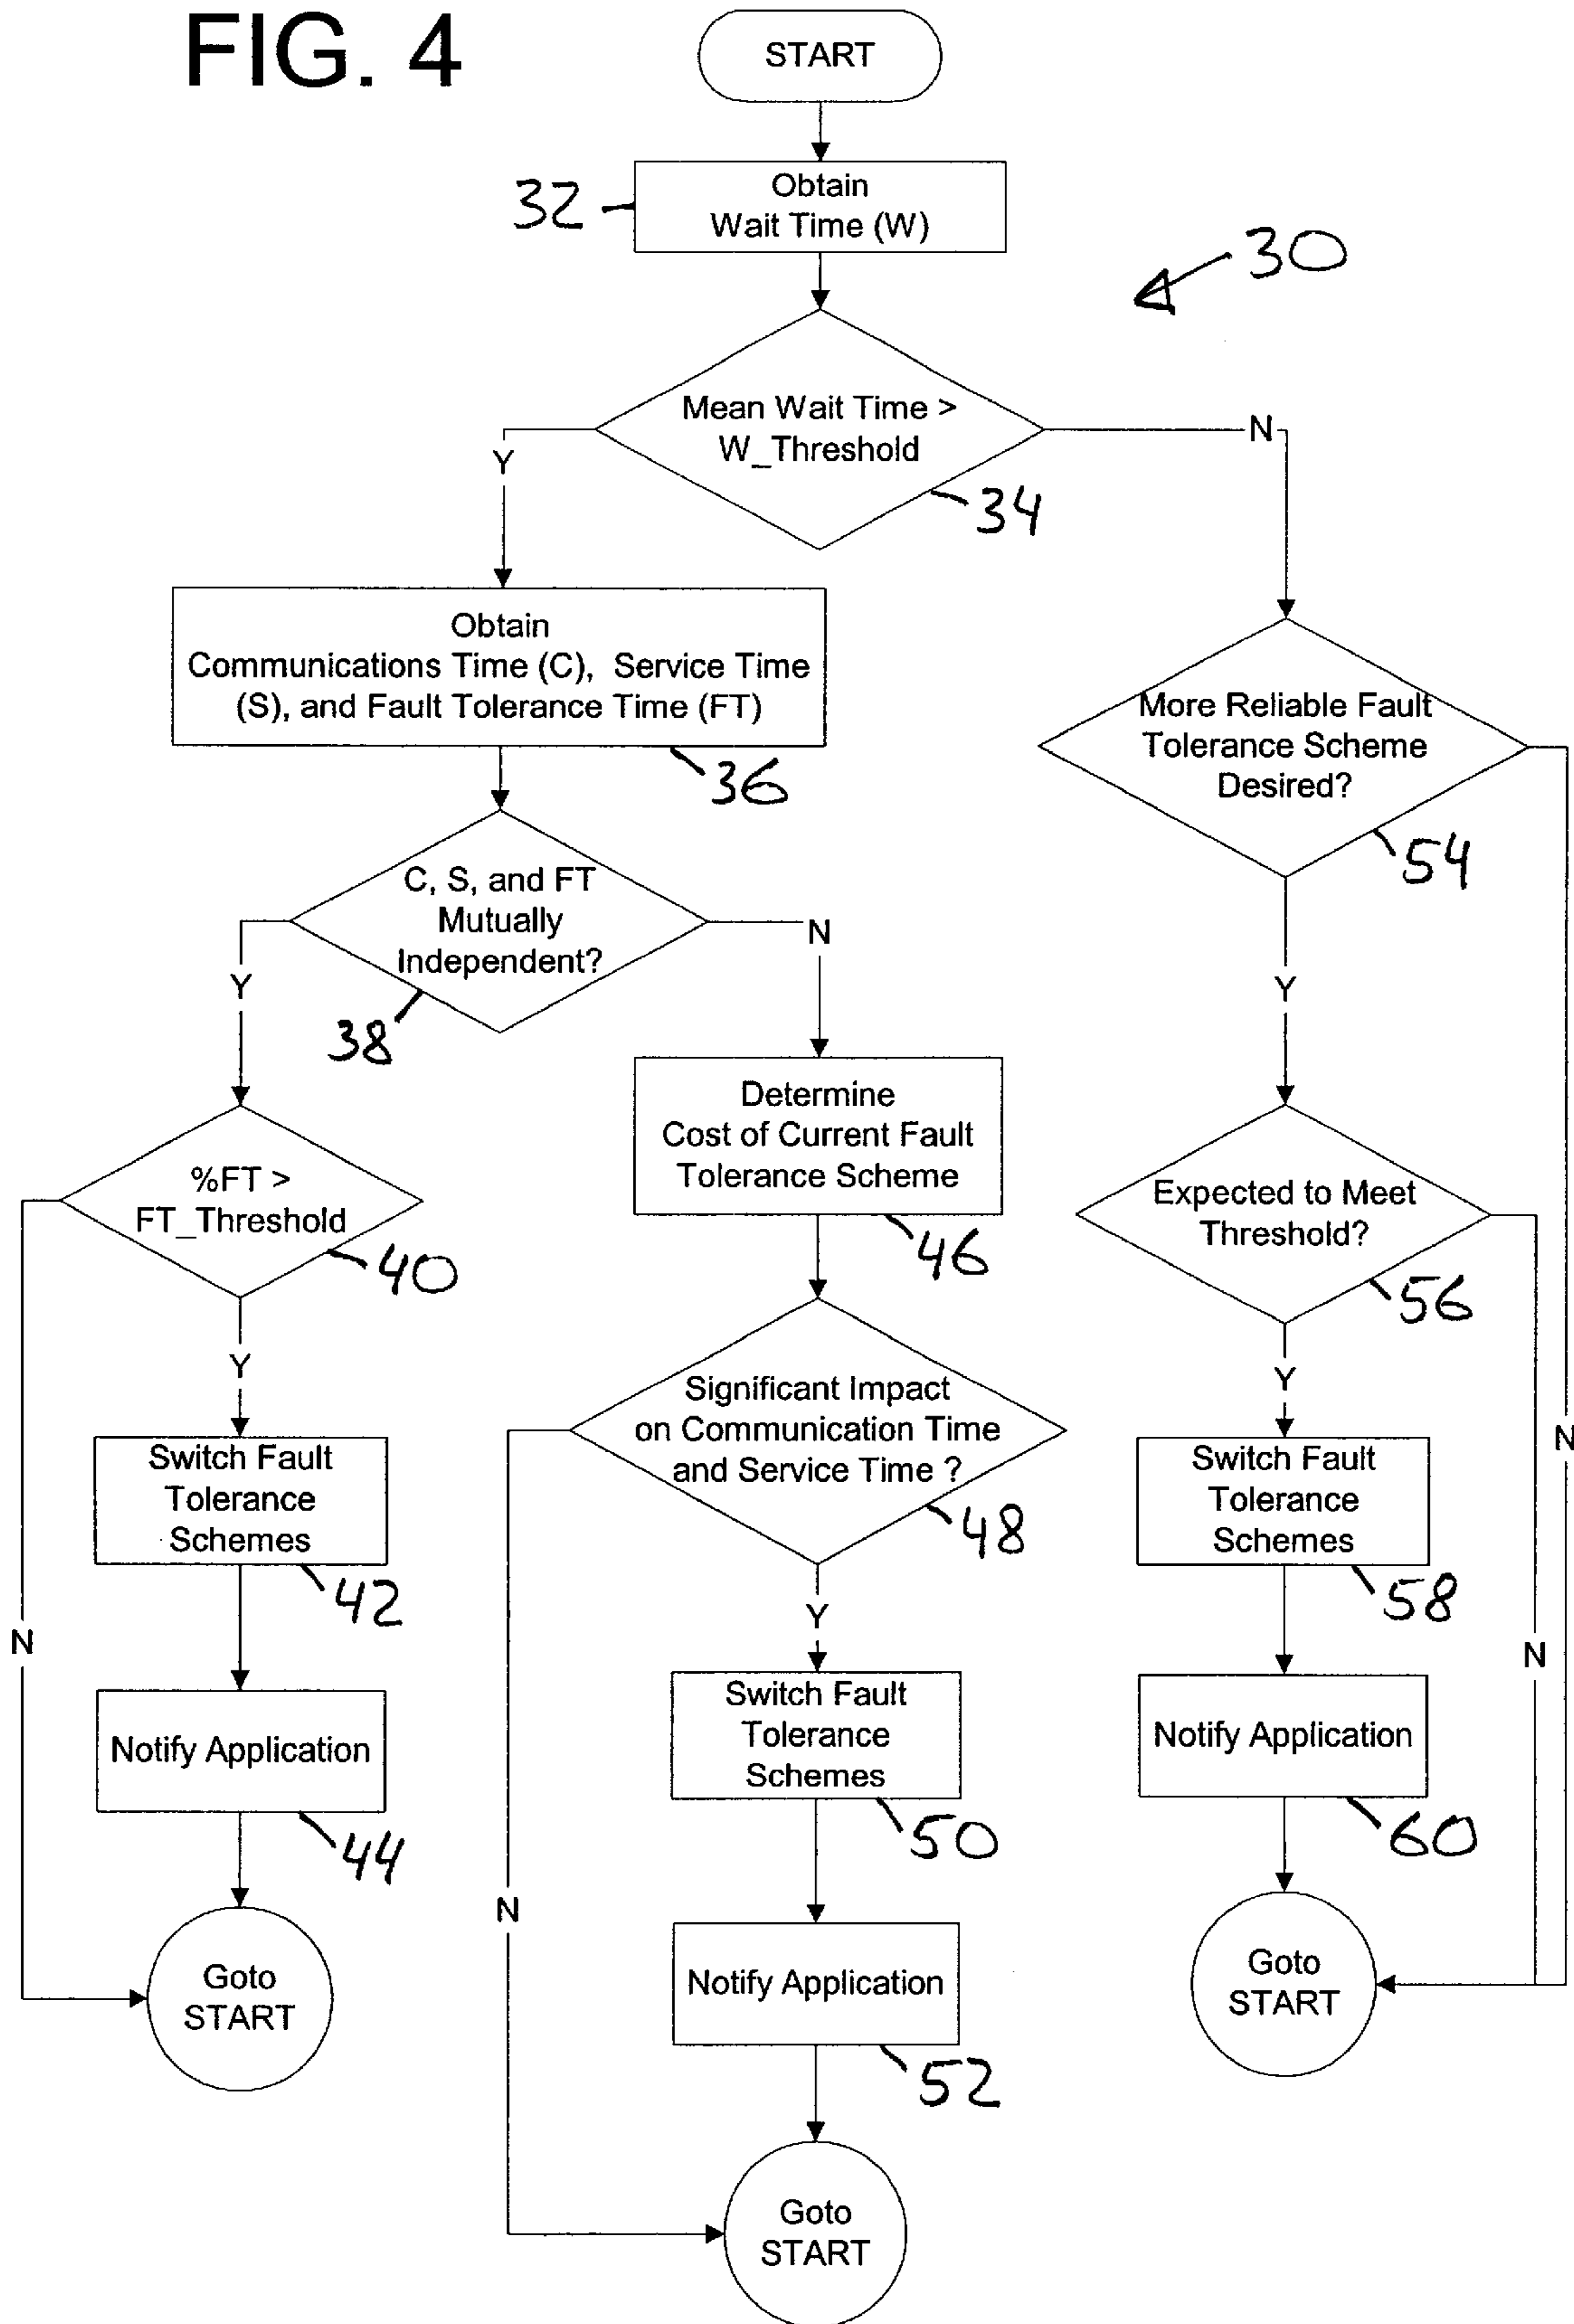 FIG. 4
START
Obtain
Wait Time (W)
32
30
Mean Wait Time >
W_Threshold
34
Y
N
Obtain
Communications Time (C), Service Time
(S), and Fault Tolerance Time (FT)
36
More Reliable Fault
Tolerance Scheme
Desired?
54
C, S, and FT
Mutually
Independent?
38
Y
N
Y
N
%FT >
FT_Threshold
40
Determine
Cost of Current Fault
Tolerance Scheme
46
Expected to Meet
Threshold?
56
Y
N
Significant Impact
on Communication Time
and Service Time ?
48
Y
N
Switch Fault
Tolerance
Schemes
42
Y
N
Switch Fault
Tolerance
Schemes
58
Notify Application
44
Switch Fault
Tolerance
Schemes
50
Notify Application
60
Goto
START
Notify Application
52
Goto
START
Goto
START